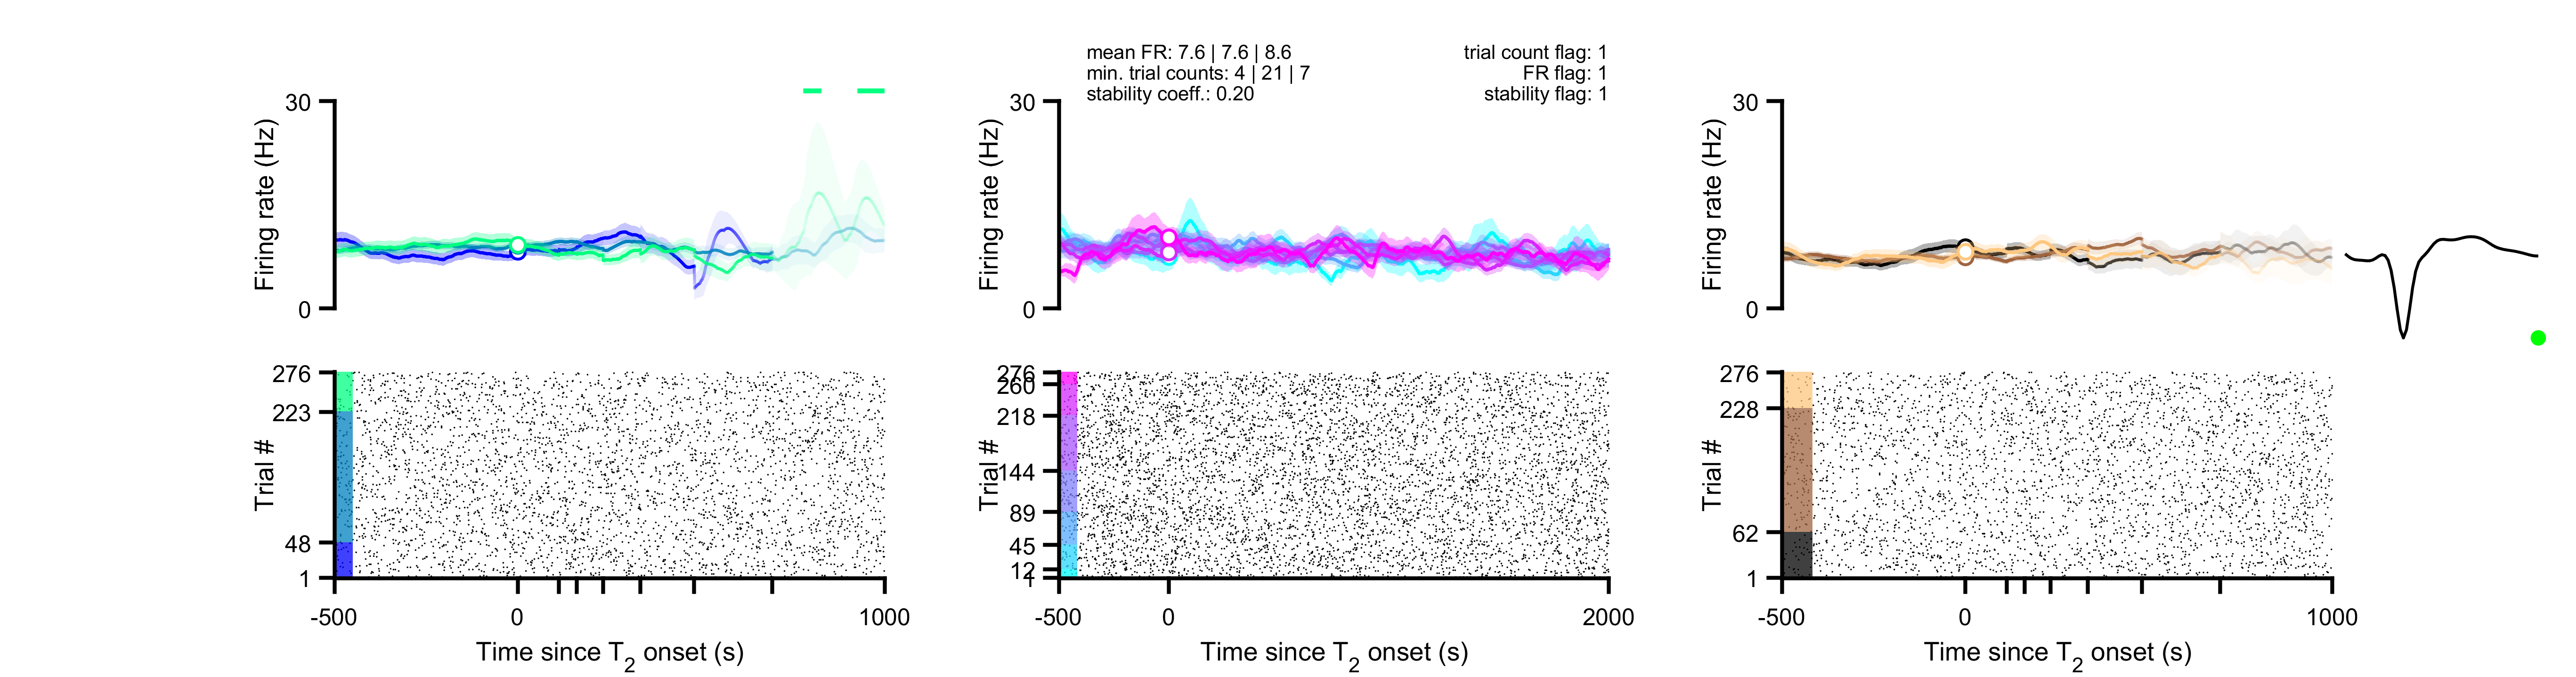 mean FR: 7.6 | 7.6 | 8.6
min. trial counts: 4 | 21 | 7
stability coeff.: 0.20
trial count flag: 1
FR flag: 1
stability flag: 1
30
0
Firing rate (Hz)
30
0
Firing rate (Hz)
30
0
Firing rate (Hz)
276
223
48
1
Trial #
-500
0
1000
Time since T2 onset (s)
276
260
218
144
89
45
12
1
Trial #
-500
0
2000
Time since T2 onset (s)
276
228
62
1
Trial #
-500
0
1000
Time since T2 onset (s)